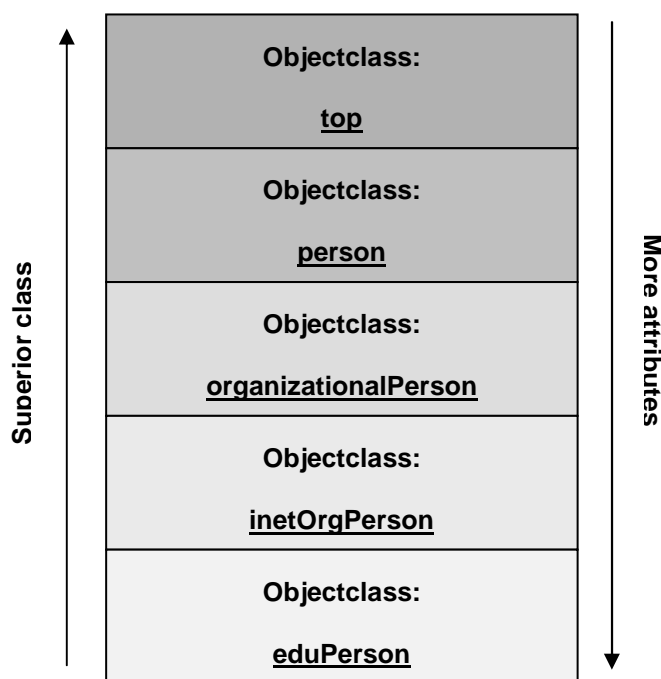 Objectclass:
top
Objectclass:
person
Objectclass:
organizationalPerson
Objectclass:
inetOrgPerson
Objectclass:
eduPerson
Superior class
More attributes